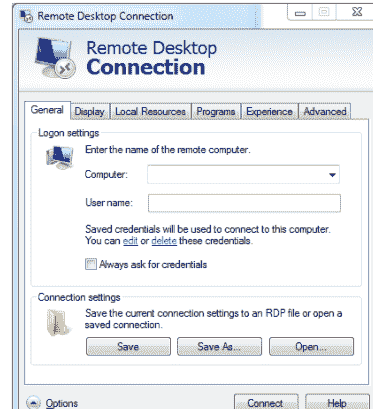 Remote Desktop Connection
Remote Desktop
Connection
General Display Local Resources Programs Experience Advanced
Logon settings
Enter the name of the remote computer.
Computer:
User name:
Saved credentials will be used to connect to this computer.
You can edit or delete these credentials.
Always ask for credentials
Connection settings
Save the current connection settings to an RDP file or open a
saved connection.
Save Save As... Open...
Options Connect Help